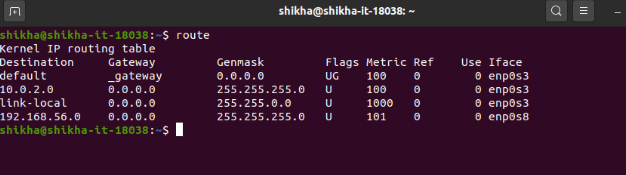 shikha@shikha-it-18038: ~
shikha@shikha-it-18038:~$ route
Kernel IP routing table
Destination     Gateway         Genmask         Flags Metric Ref    Use Iface
default         _gateway        0.0.0.0         UG    100    0        0 enp0s3
10.0.2.0        0.0.0.0         255.255.255.0   U     100    0        0 enp0s3
link-local      0.0.0.0         255.255.0.0     U     1000   0        0 enp0s3
192.168.56.0    0.0.0.0         255.255.255.0   U     101    0        0 enp0s8
shikha@shikha-it-18038:~$